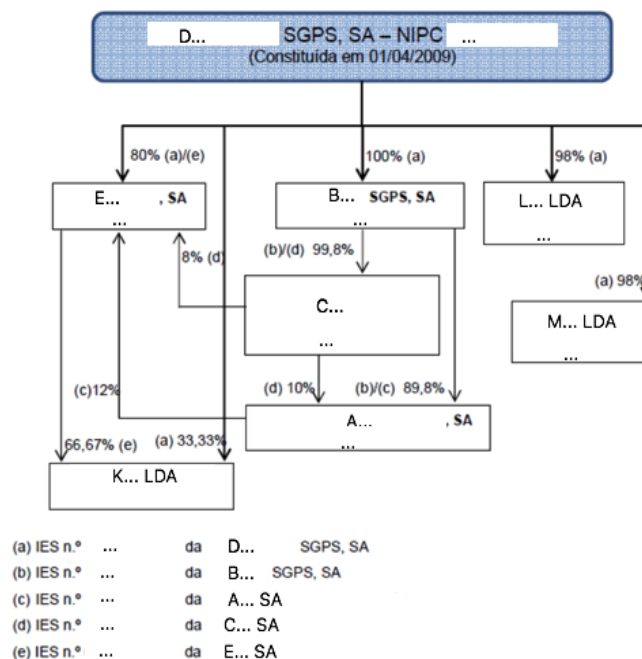 D... SGPS, SA – NIPC ...
(Constituída em 01/04/2009)
80% (a)/(e)
100% (a)
98% (a)
E... , SA
...
B... SGPS, SA
...
L... LDA
...
8% (d)
(b)/(d) 99,8%
(a) 98%
C...
...
M... LDA
...
(c)12%
(d) 10%
(b)/(c) 89,8%
A... , SA
...
66,67% (e)
(a) 33,33%
K... LDA
(a) IES n.º ... da D... SGPS, SA
(b) IES n.º ... da B... SGPS, SA
(c) IES n.º ... da A... SA
(d) IES n.º ... da C... SA
(e) IES n.º ... da E... SA